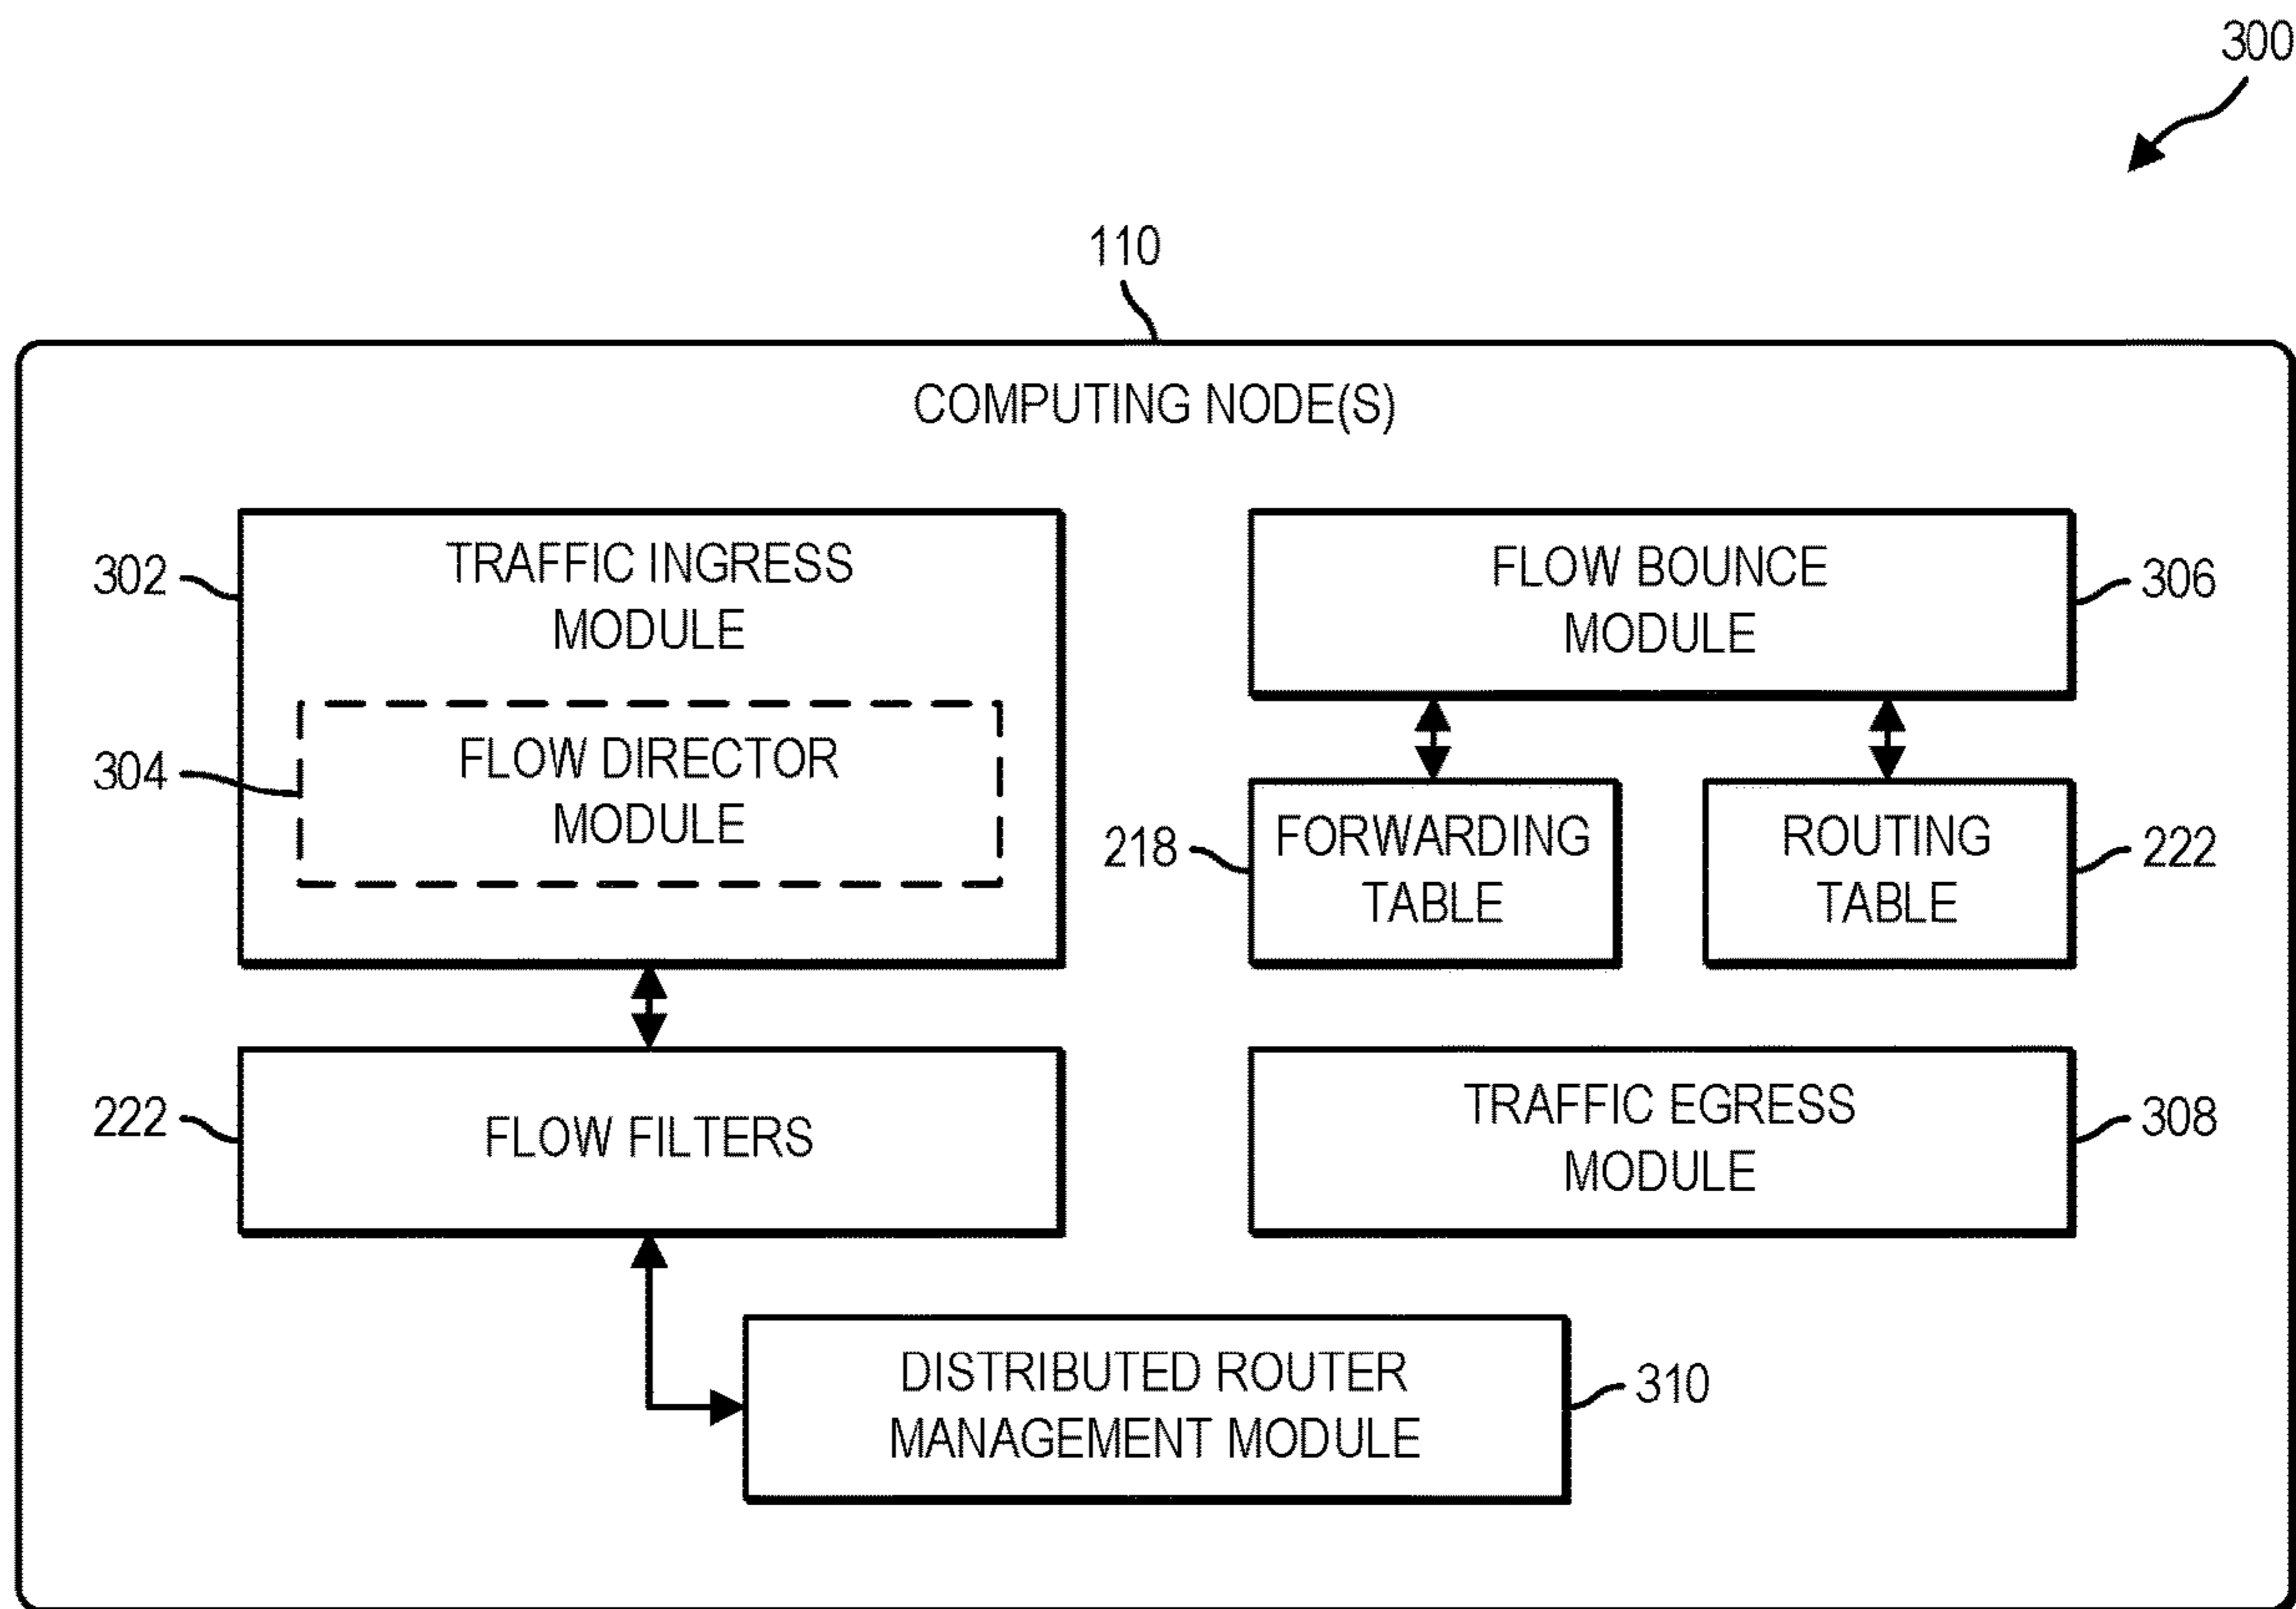 300
110
COMPUTING NODE(S)
302
TRAFFIC INGRESS
MODULE
304
FLOW DIRECTOR
MODULE
FLOW BOUNCE
MODULE
306
218
FORWARDING
TABLE
ROUTING
TABLE
222
222
FLOW FILTERS
TRAFFIC EGRESS
MODULE
308
DISTRIBUTED ROUTER
MANAGEMENT MODULE
310